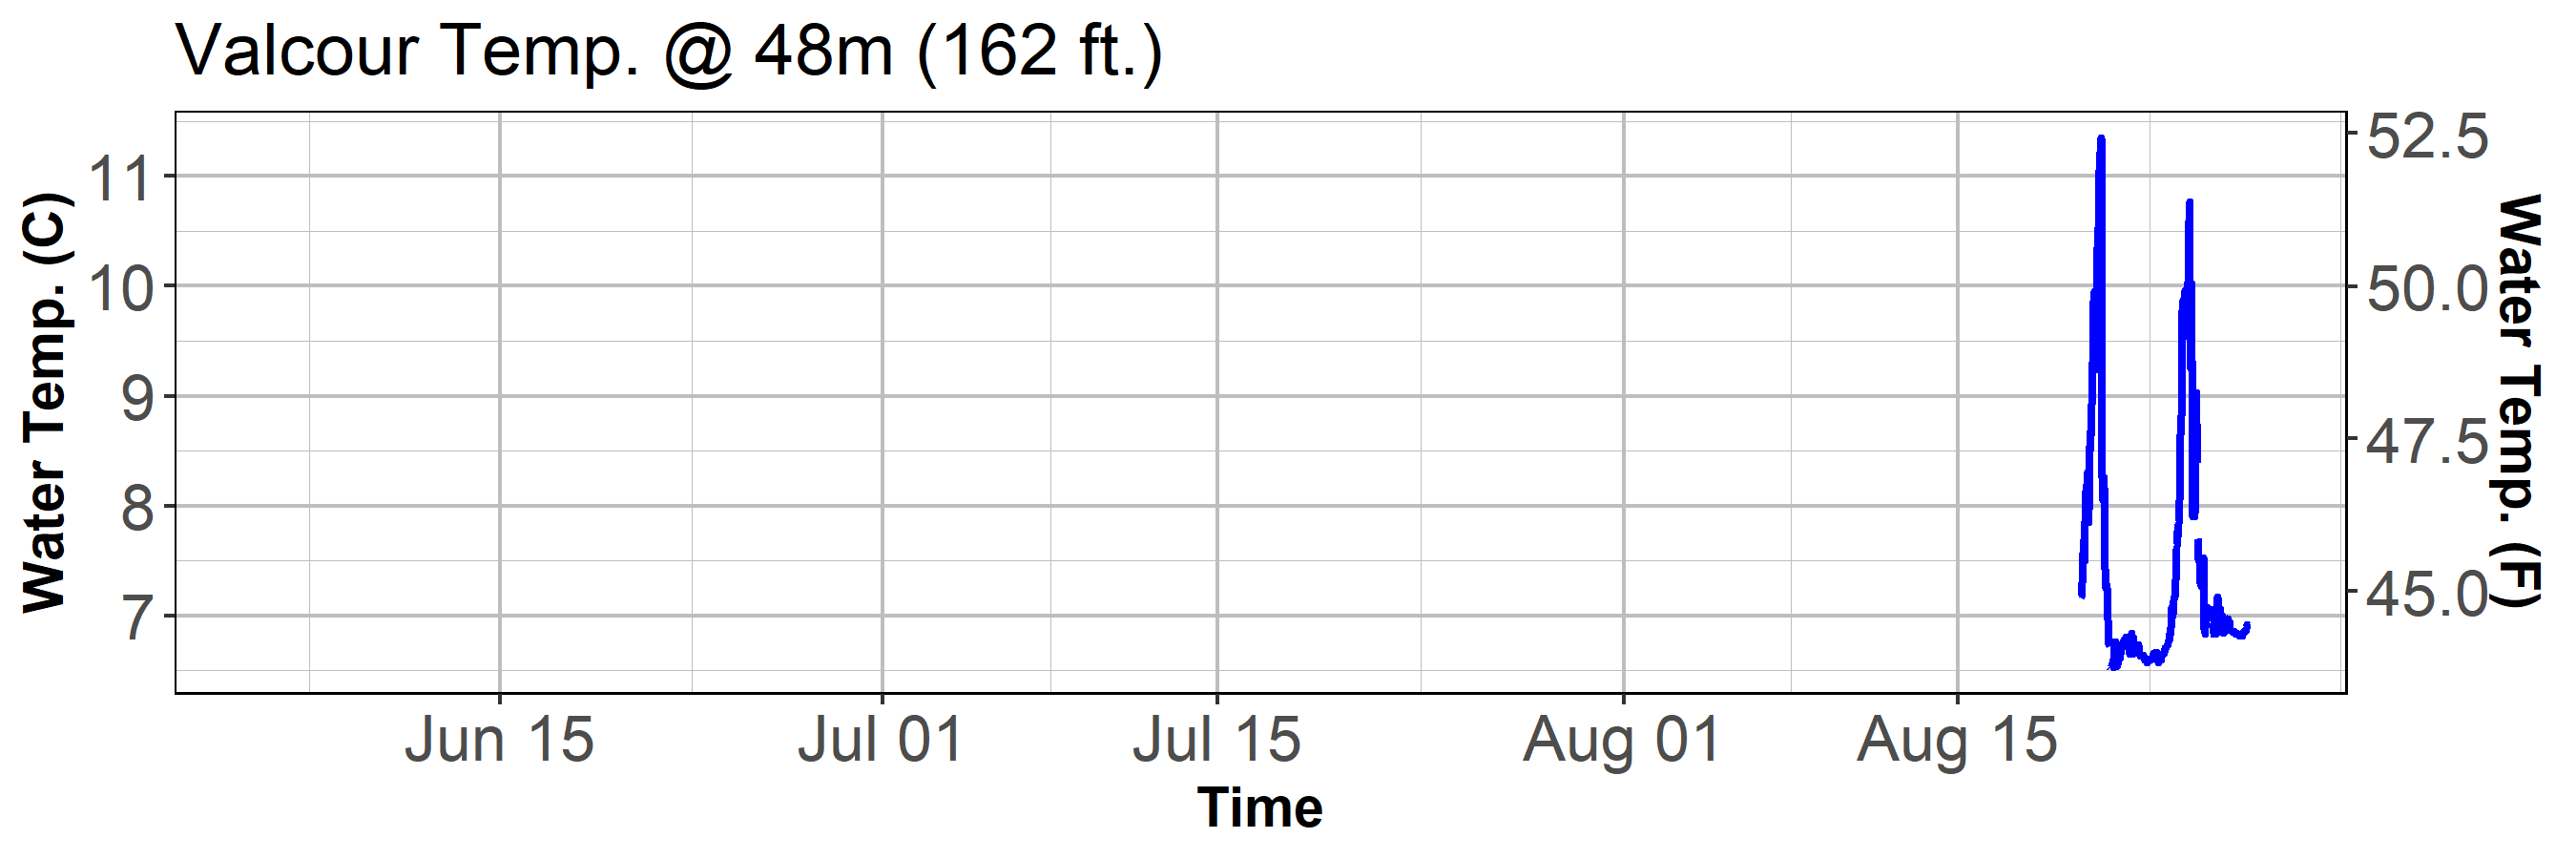 Valcour Temp. @ 48m (162 ft.)
Water Temp. (C)
11
10
9
8
7
52.5
50.0
47.5
45.0
Water Temp. (F)
Jun 15 Jul 01 Jul 15 Aug 01 Aug 15
Time